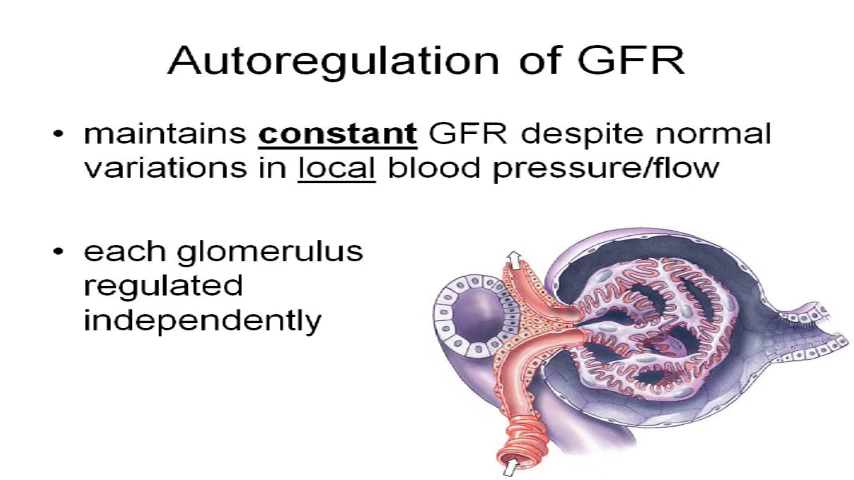 Autoregulation of GFR
• maintains constant GFR despite normal
variations in local blood pressure/flow
• each glomerulus
regulated
independently